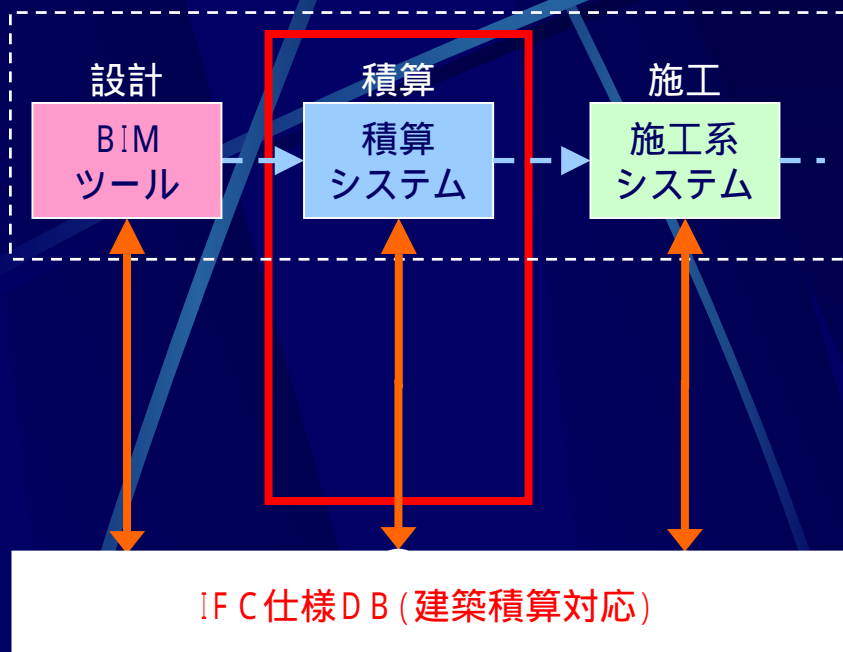 設計
BIM
ツール
積算
積算
システム
施工
施工系
システム
IFC仕様DB(建築積算対応)